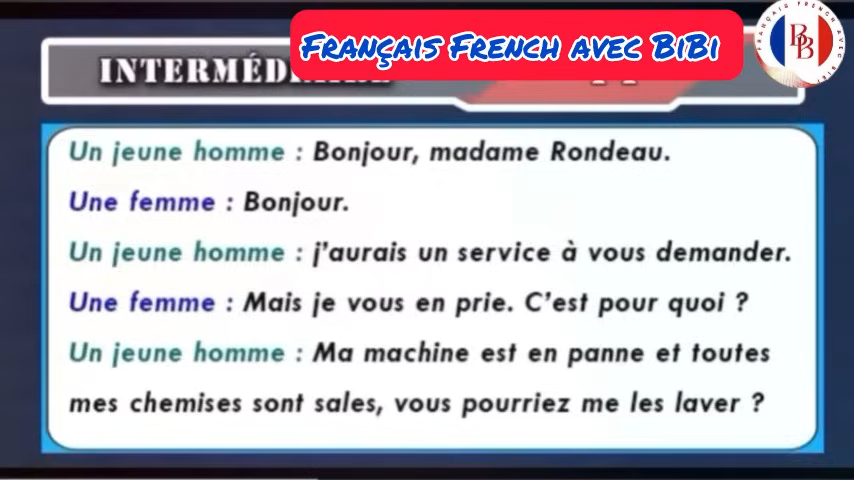 Français French avec BiBi
Un jeune homme : Bonjour, madame Rondeau.
Une femme : Bonjour.
Un jeune homme : j'aurais un service à vous demander.
Une femme : Mais je vous en prie. C'est pour quoi ?
Un jeune homme : Ma machine est en panne et toutes
mes chemises sont sales, vous pourriez me les laver ?